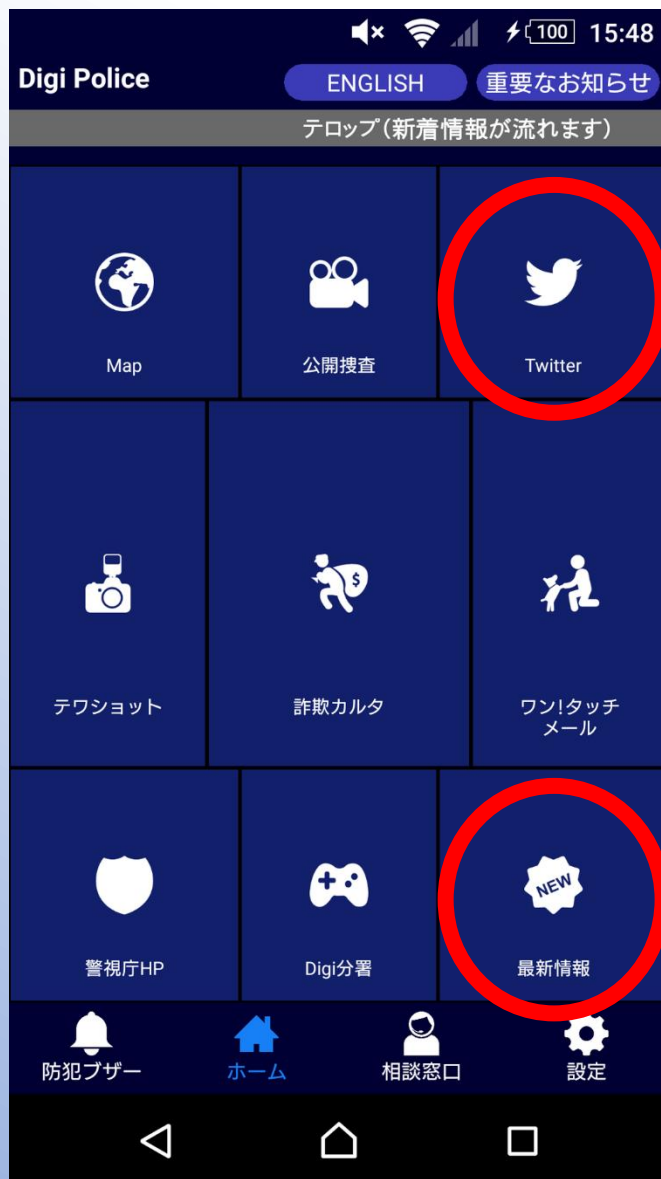 100 15:48
Digi Police ENGLISH 重要なお知らせ
テロップ(新着情報が流れます)
Map 公開捜査 Twitter
$
テワショット 詐欺カルタ ワン!タッチ
メール
NEW
警視庁HP Digi分署 最新情報
防犯ブザー ホーム 相談窓口 設定